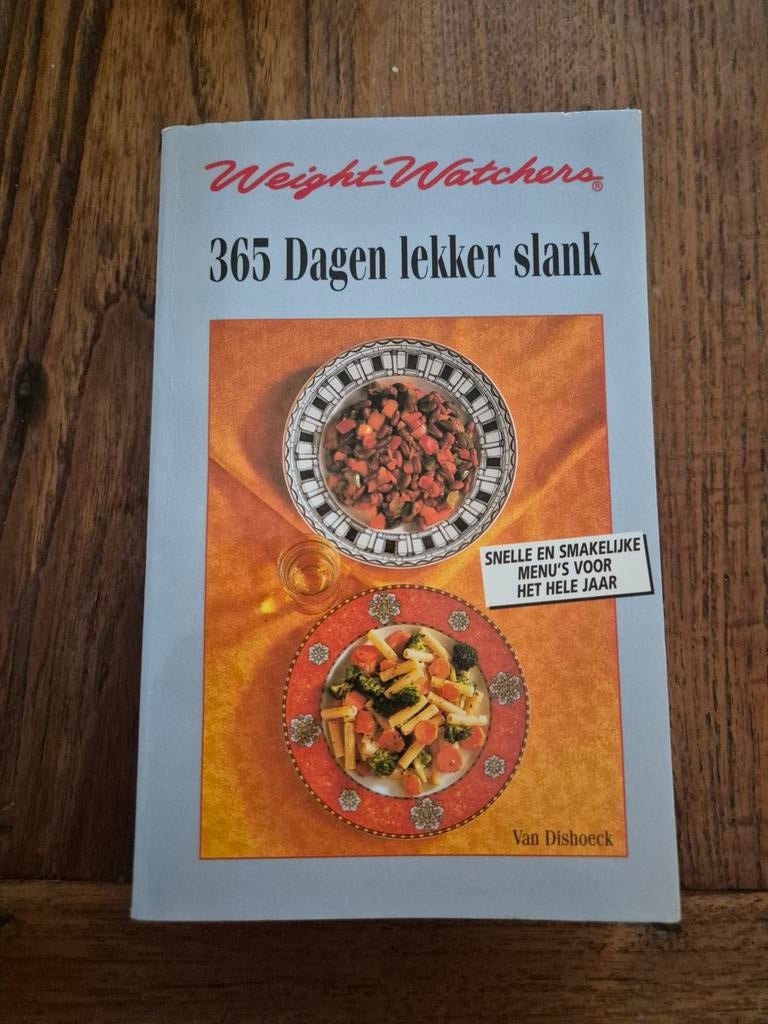 Weight Watchers®
365 Dagen lekker slank
SNELLE EN SMAKELIJKE
MENU'S VOOR
HET HELE JAAR
Van Dishoeck